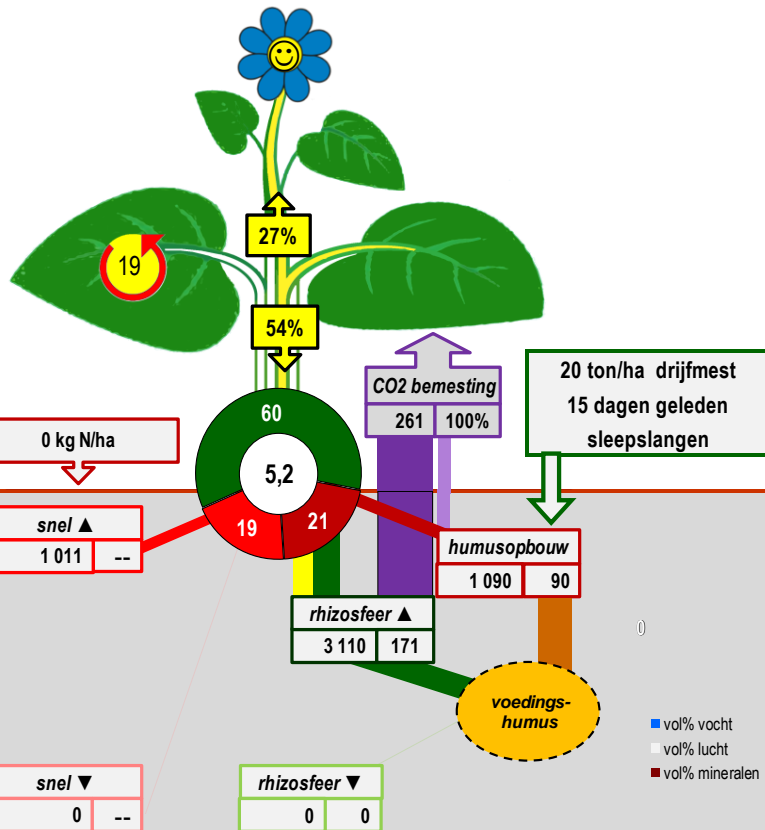 27%
19
54%
CO2 bemesting
261 100%
20 ton/ha drijfmest
15 dagen geleden
sleepslangen
0 kg N/ha
60
5,2
19
21
snel ▲
1 011 --
humusopbouw
1 090 90
rhizosfeer ▲
3 110 171
0
voedings-
humus
vol% vocht
vol% lucht
vol% mineralen
snel ▼
0 --
rhizosfeer ▼
0 0